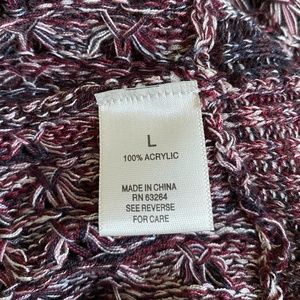 L
100% ACRYLIC
MADE IN CHINA
RN 63264
SEE REVERSE
FOR CARE